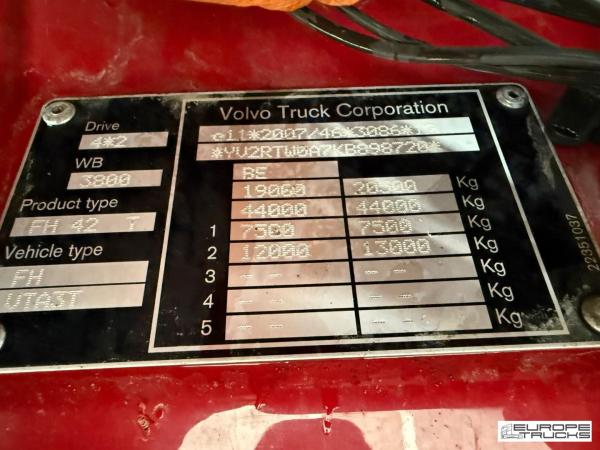 Volvo Truck Corporation
Drive
4*2
WB
3800
Product type
FH 42 T
Vehicle type
FH
VTA3T
e11*2007/46*3086*
*YV2RTW0A7KB898720*
BE
19000 20500 Kg
44000 44000 Kg
1 7500 7500 Kg
2 12000 13000 Kg
3 -- -- Kg
4 -- -- Kg
5 -- -- Kg
22351037
EUROPE
TRUCKS